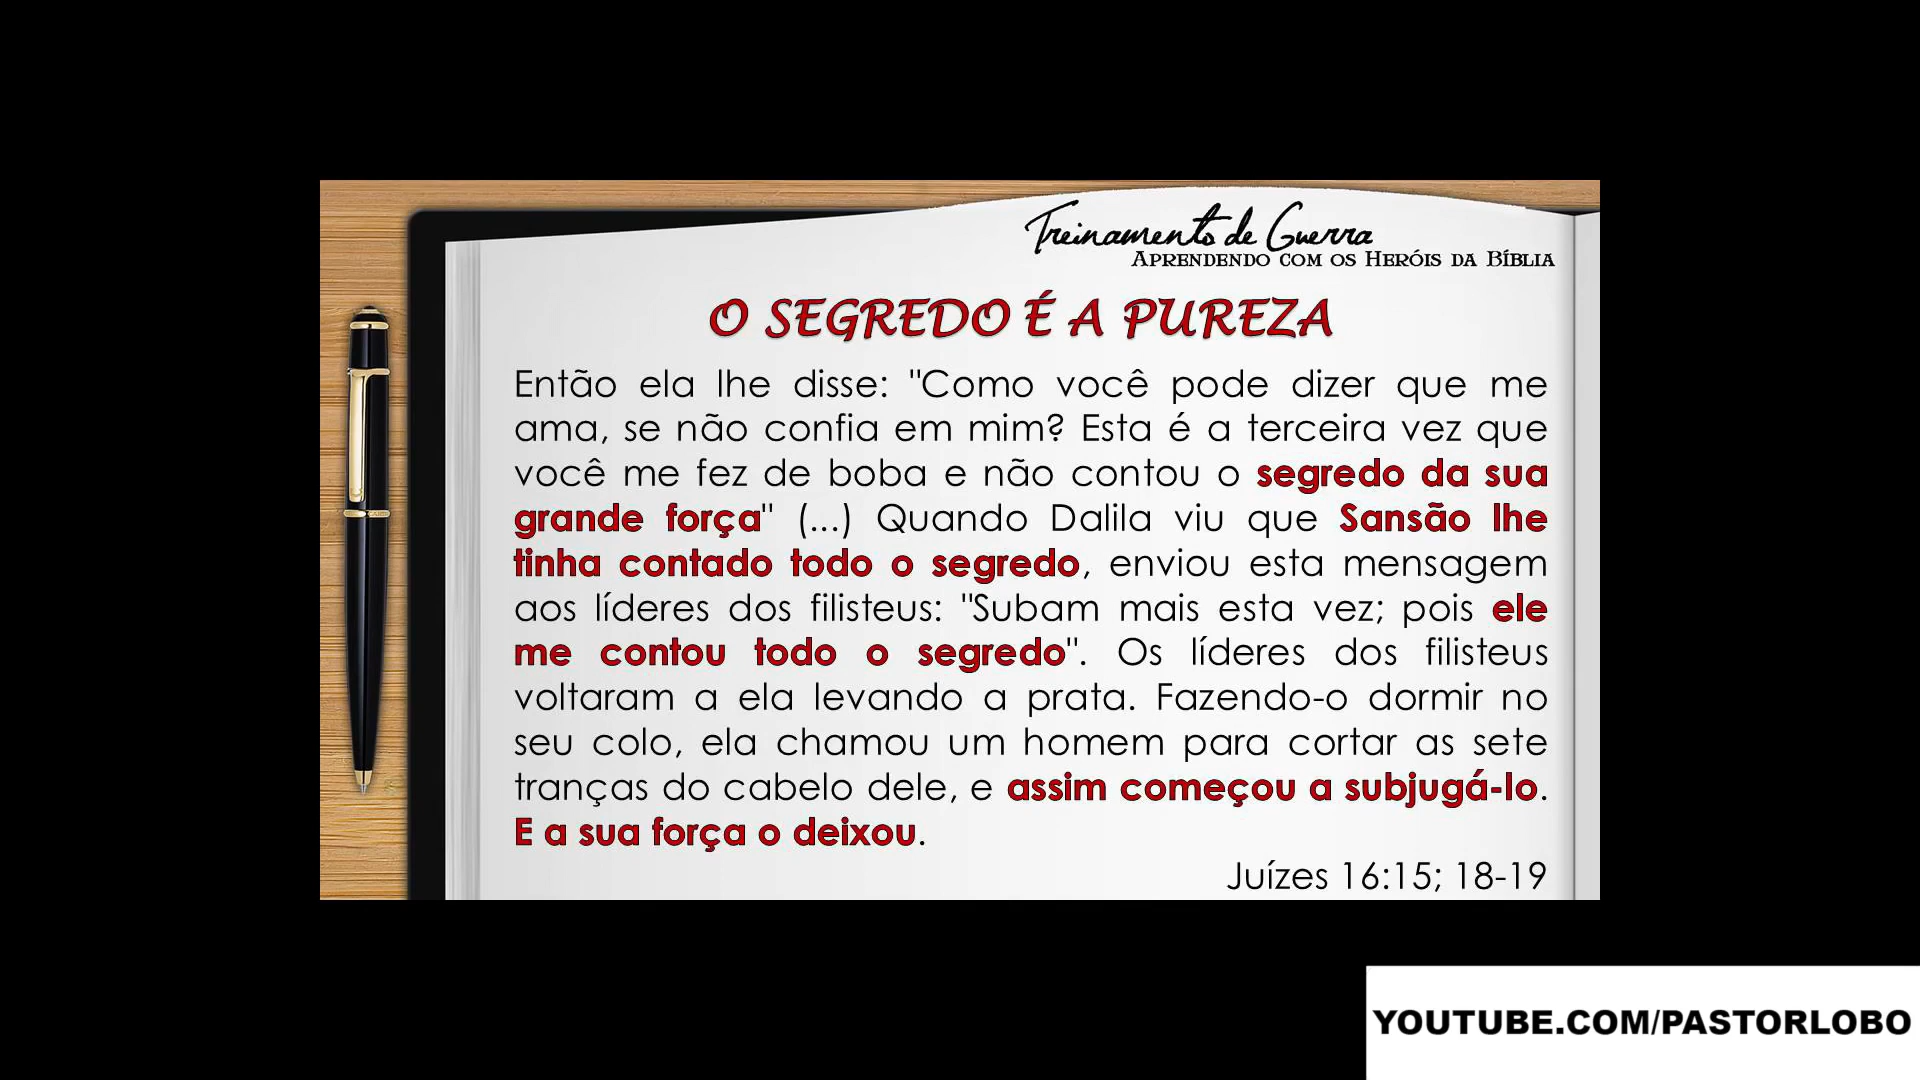 Treinamento de Guerra
Aprendendo com os Heróis da Bíblia
O SEGREDO É A PUREZA
Então ela lhe disse: "Como você pode dizer que me
ama, se não confia em mim? Esta é a terceira vez que
você me fez de boba e não contou o segredo da sua
grande força" (...) Quando Dalila viu que Sansão lhe
tinha contado todo o segredo, enviou esta mensagem
aos líderes dos filisteus: "Subam mais esta vez; pois ele
me contou todo o segredo". Os líderes dos filisteus
voltaram a ela levando a prata. Fazendo-o dormir no
seu colo, ela chamou um homem para cortar as sete
tranças do cabelo dele, e assim começou a subjugá-lo.
E a sua força o deixou.
Juízes 16:15; 18-19
YOUTUBE.COM/PASTORLOBO